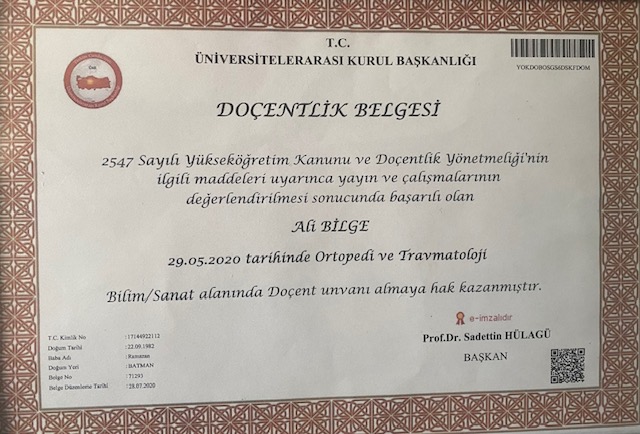 T.C.
ÜNİVERSİTELERARASI KURUL BAŞKANLIĞI
YOKDOBOSGS6DSKFDOM
DOÇENTLİK BELGESİ
2547 Sayılı Yükseköğretim Kanunu ve Doçentlik Yönetmeliği'nin
ilgili maddeleri uyarınca yayın ve çalışmalarının
değerlendirilmesi sonucunda başarılı olan
Ali BİLGE
29.05.2020 tarihinde Ortopedi ve Travmatoloji
Bilim/Sanat alanında Doçent unvanı almaya hak kazanmıştır.
e-imzalıdır
Prof.Dr. Sadettin HÜLAGÜ
BAŞKAN
T.C. Kimlik No : 17144922112
Doğum Tarihi : 22.09.1982
Baba Adı : Ramazan
Doğum Yeri : BATMAN
Belge No : 71293
Belge Düzenleme Tarihi : 28.07.2020